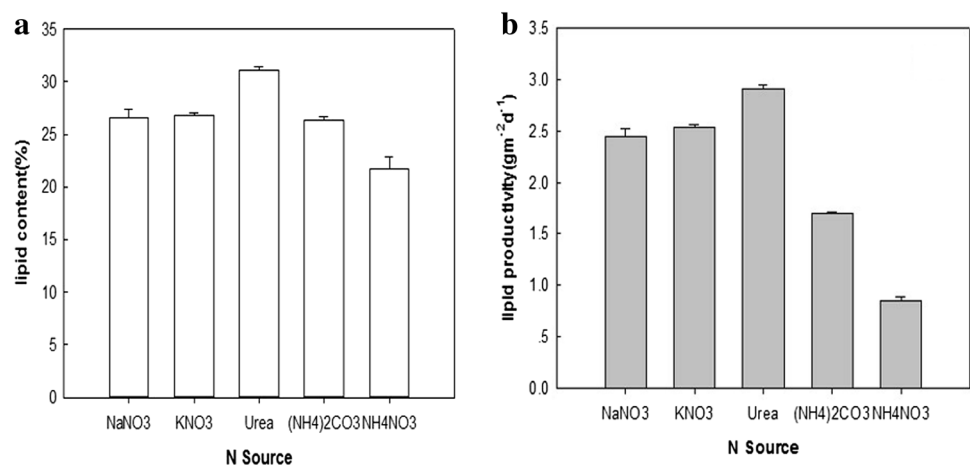 a
35
30
25
20
15
10
5
0
lipid content(%)
NaNO3 KNO3 Urea (NH4)2CO3 NH4NO3
N Source
b
3.5
3.0
2.5
2.0
1.5
1.0
.5
0.0
lipid productivity(gm-2d-1)
NaNO3 KNO3 Urea (NH4)2CO3 NH4NO3
N Source